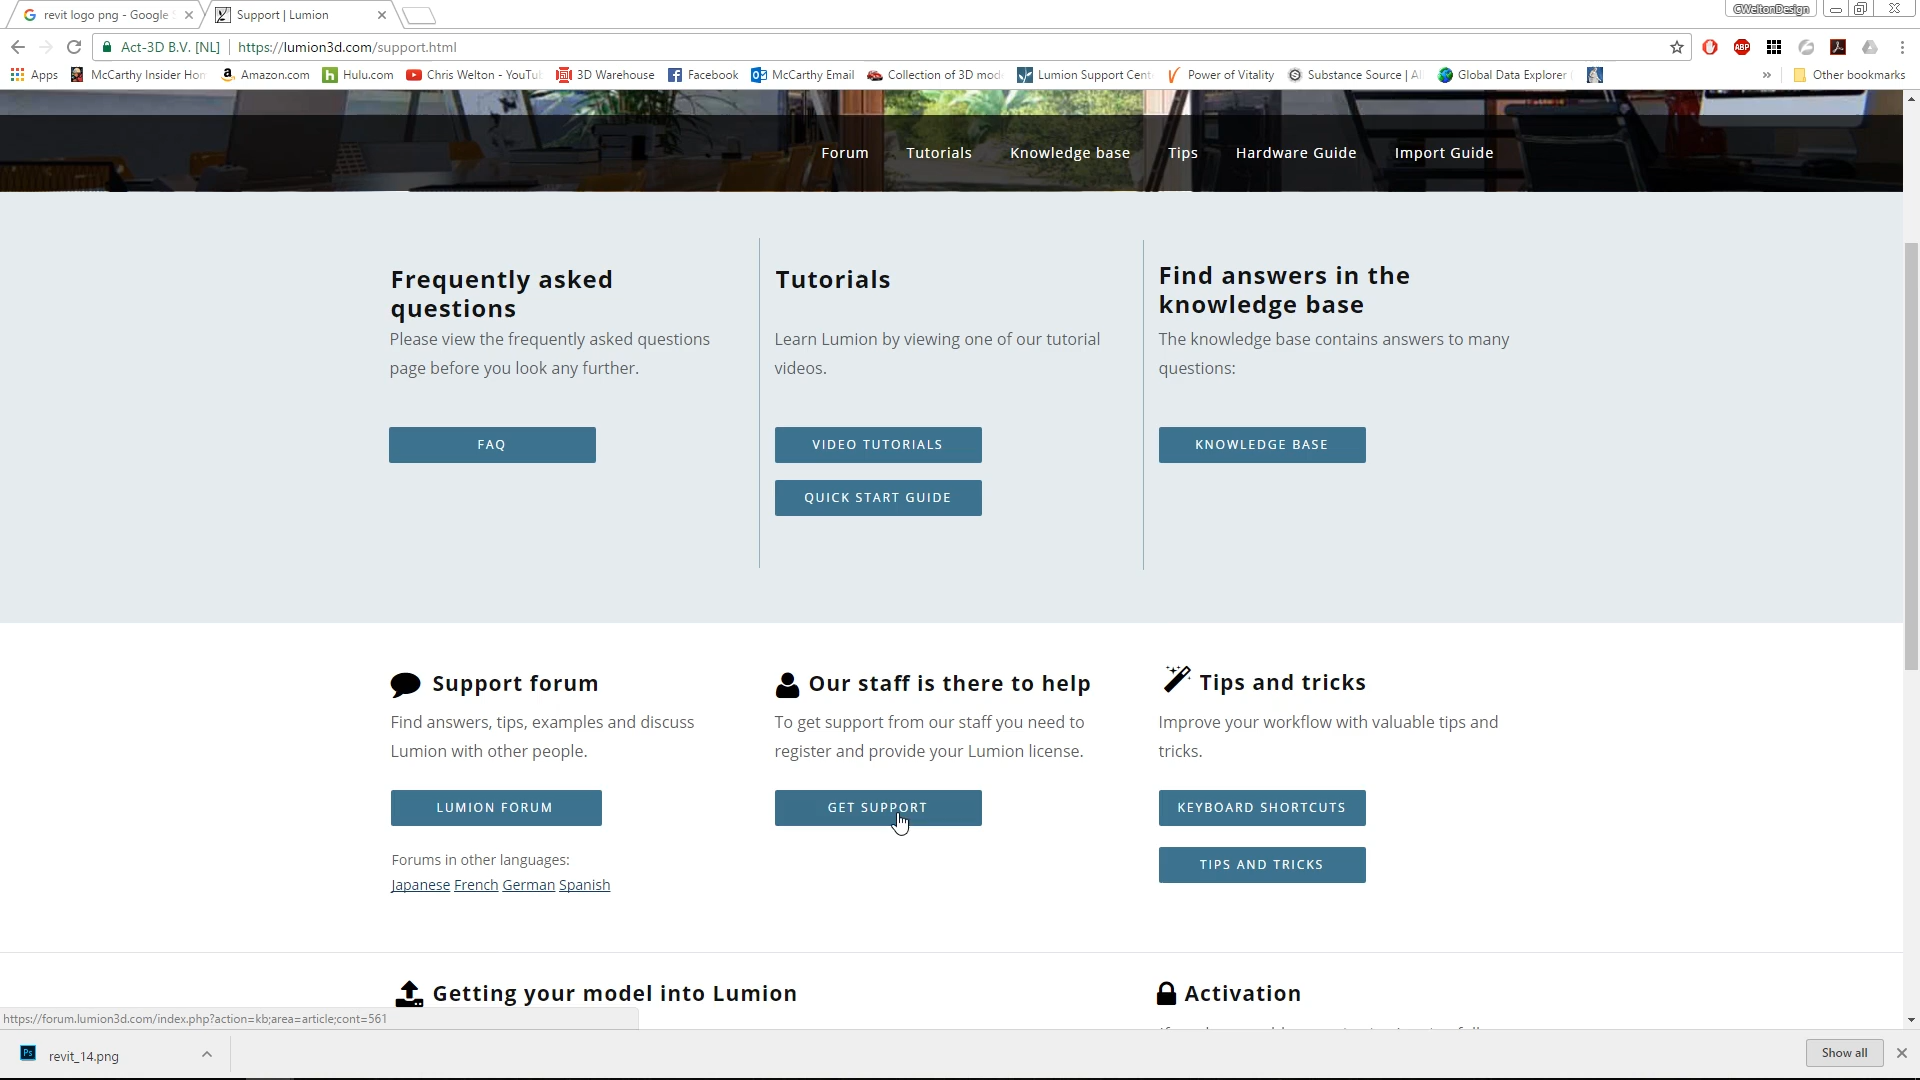 revit logo png - Google
Support | Lumion
CWeltonDesign
Act-3D B.V. [NL]
https://lumion3d.com/support.html
ABP
Apps
McCarthy Insider Hom
Amazon.com
Hulu.com
Chris Welton - YouTu
3D Warehouse
Facebook
McCarthy Email
Collection of 3D mod
Lumion Support Cent
Power of Vitality
Substance Source | Al
Global Data Explorer
»
Other bookmarks
Forum
Tutorials
Knowledge base
Tips
Hardware Guide
Import Guide
Frequently asked
questions
Please view the frequently asked questions
page before you look any further.
FAQ
Tutorials
Learn Lumion by viewing one of our tutorial
videos.
VIDEO TUTORIALS
QUICK START GUIDE
Find answers in the
knowledge base
The knowledge base contains answers to many
questions:
KNOWLEDGE BASE
Support forum
Find answers, tips, examples and discuss
Lumion with other people.
LUMION FORUM
Forums in other languages:
Japanese French German Spanish
Our staff is there to help
To get support from our staff you need to
register and provide your Lumion license.
GET SUPPORT
Tips and tricks
Improve your workflow with valuable tips and
tricks.
KEYBOARD SHORTCUTS
TIPS AND TRICKS
Getting your model into Lumion
Activation
https://forum.lumion3d.com/index.php?action=kb;area=article;cont=561
Ps
revit_14.png
Show all